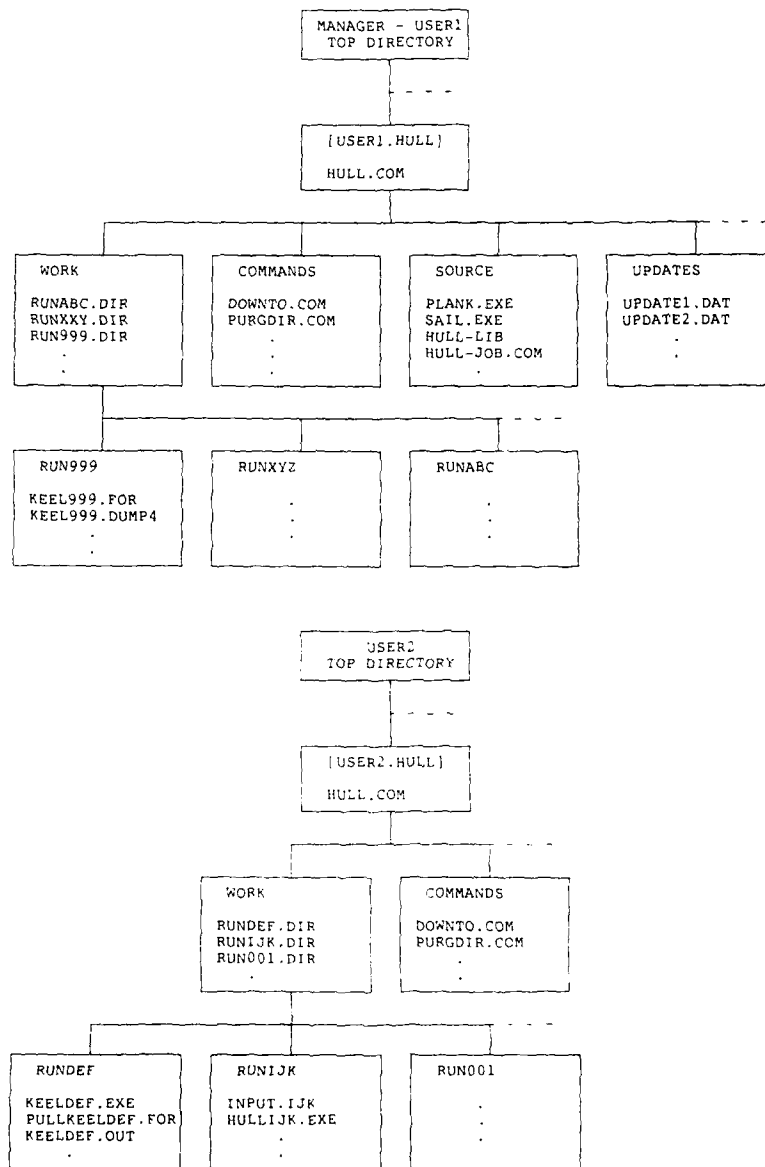 MANAGER - USER1
TOP DIRECTORY
[USER1.HULL]
HULL.COM
WORK
RUNABC.DIR
RUNXXY.DIR
RUN999.DIR
.
.
COMMANDS
DOWNTO.COM
PURGDIR.COM
.
.
.
SOURCE
PLANK.EXE
SAIL.EXE
HULL-LIB
HULL-JOB.COM
.
UPDATES
UPDATE1.DAT
UPDATE2.DAT
.
.
RUN999
KEEL999.FOR
KEEL999.DUMP4
.
.
RUNXYZ
.
.
.
RUNABC
.
.
.
USER2
TOP DIRECTORY
[USER2.HULL]
HULL.COM
WORK
RUNDEF.DIR
RUNIJK.DIR
RUN001.DIR
.
COMMANDS
DOWNTO.COM
PURGDIR.COM
.
.
RUNDEF
KEELDEF.EXE
PULLKEELDEF.FOR
KEELDEF.OUT
.
RUNIJK
INPUT.IJK
HULLIJK.EXE
.
.
RUN001
.
.
.